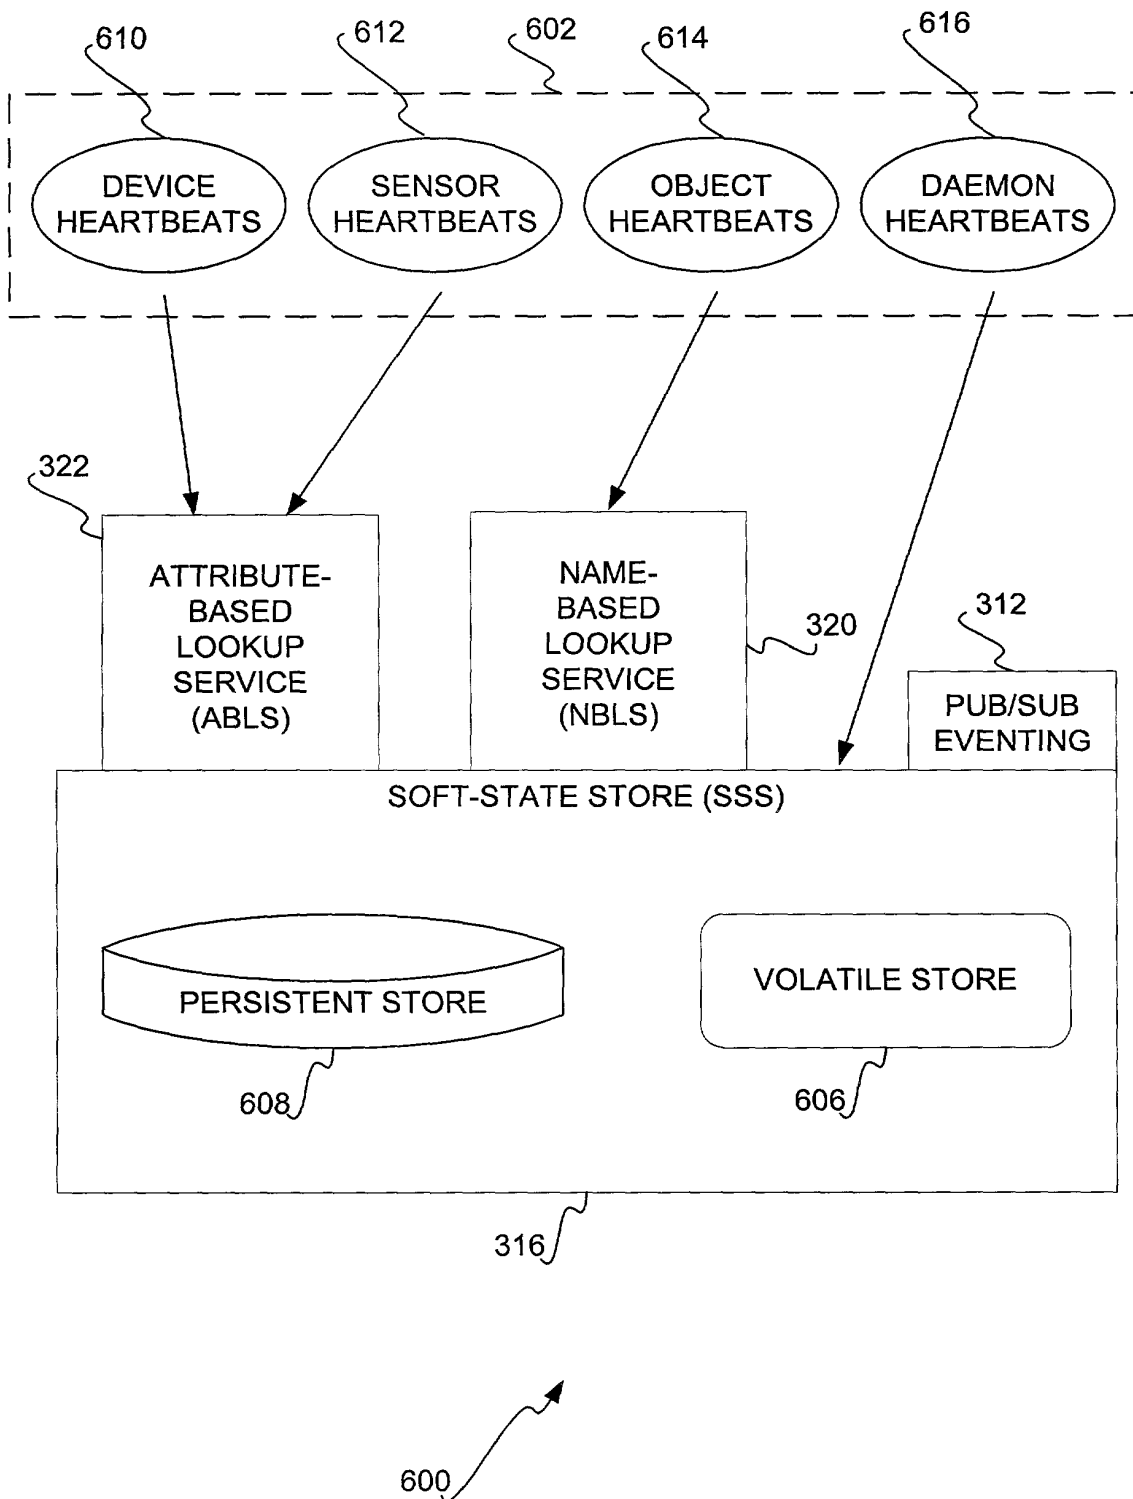 610
612
602
614
616
DEVICE
HEARTBEATS
SENSOR
HEARTBEATS
OBJECT
HEARTBEATS
DAEMON
HEARTBEATS
322
ATTRIBUTE-
BASED
LOOKUP
SERVICE
(ABLS)
NAME-
BASED
LOOKUP
SERVICE
(NBLS)
320
312
PUB/SUB
EVENTING
SOFT-STATE STORE (SSS)
PERSISTENT STORE
VOLATILE STORE
608
606
316
600